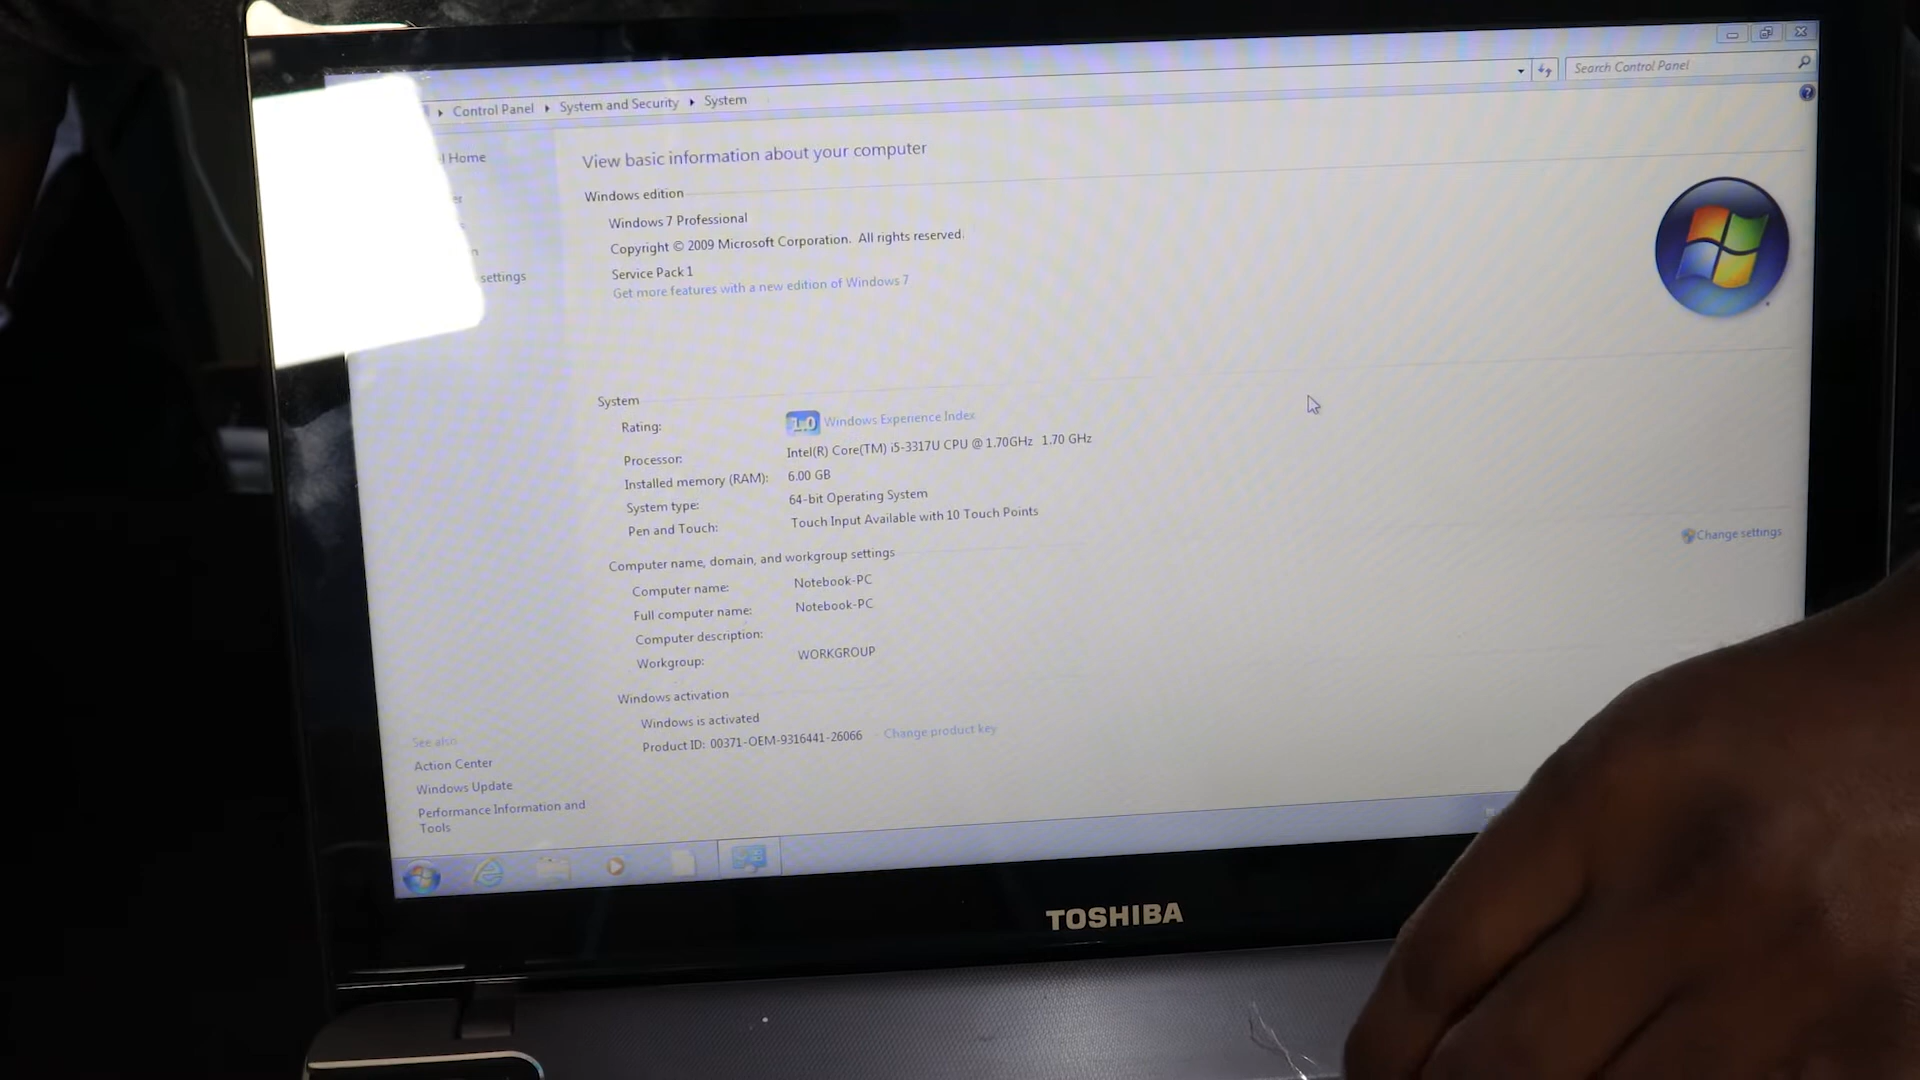 Search Control Panel
Control Panel ▸ System and Security ▸ System
Home
View basic information about your computer
Windows edition
Windows 7 Professional
Copyright © 2009 Microsoft Corporation. All rights reserved.
settings
Service Pack 1
Get more features with a new edition of Windows 7
System
Rating: 1.0 Windows Experience Index
Processor: Intel(R) Core(TM) i5-3317U CPU @ 1.70GHz 1.70 GHz
Installed memory (RAM): 6.00 GB
System type: 64-bit Operating System
Pen and Touch: Touch Input Available with 10 Touch Points
Computer name, domain, and workgroup settings
Change settings
Computer name: Notebook-PC
Full computer name: Notebook-PC
Computer description:
Workgroup: WORKGROUP
Windows activation
Windows is activated
Product ID: 00371-OEM-9316441-26066 Change product key
See also
Action Center
Windows Update
Performance Information and
Tools
TOSHIBA